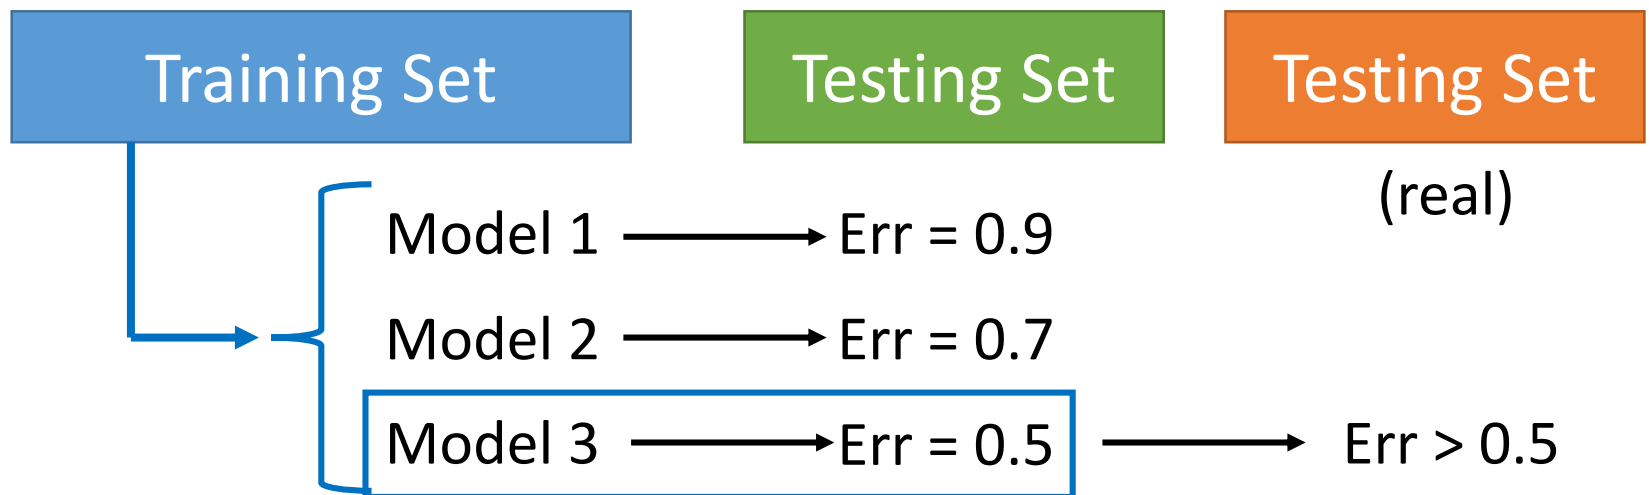 Training Set Testing Set Testing Set
(real)
Model 1 Err = 0.9
Model 2 Err = 0.7
Model 3 Err = 0.5 Err > 0.5